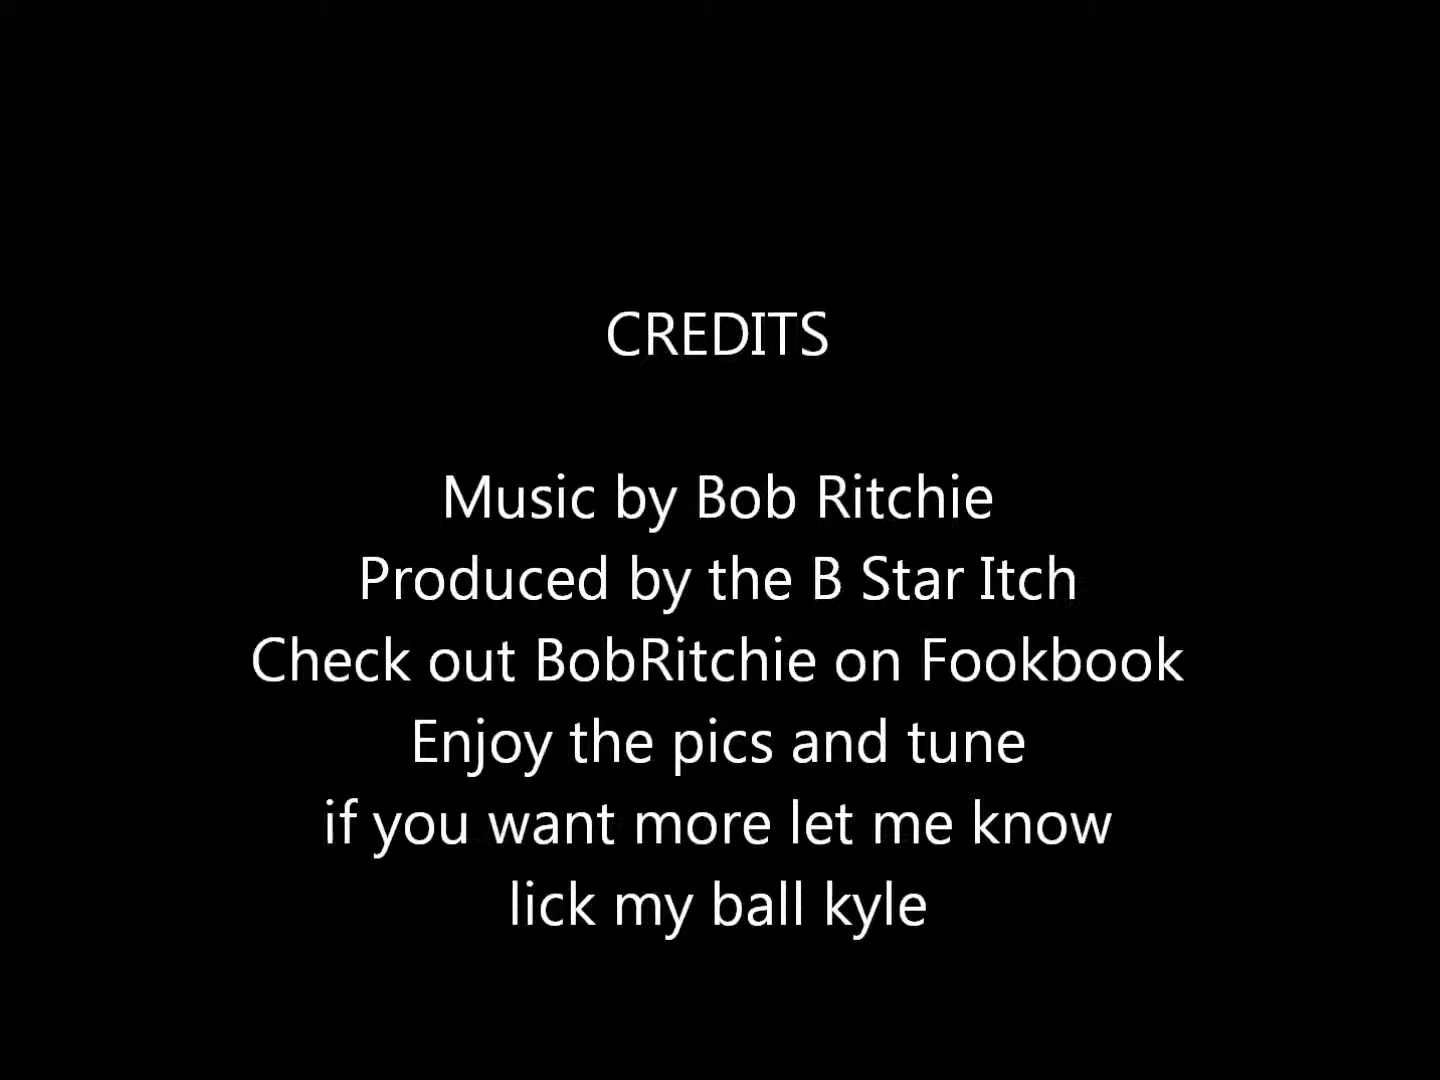 CREDITS
Music by Bob Ritchie
Produced by the B Star Itch
Check out BobRitchie on Fookbook
Enjoy the pics and tune
if you want more let me know
lick my ball kyle